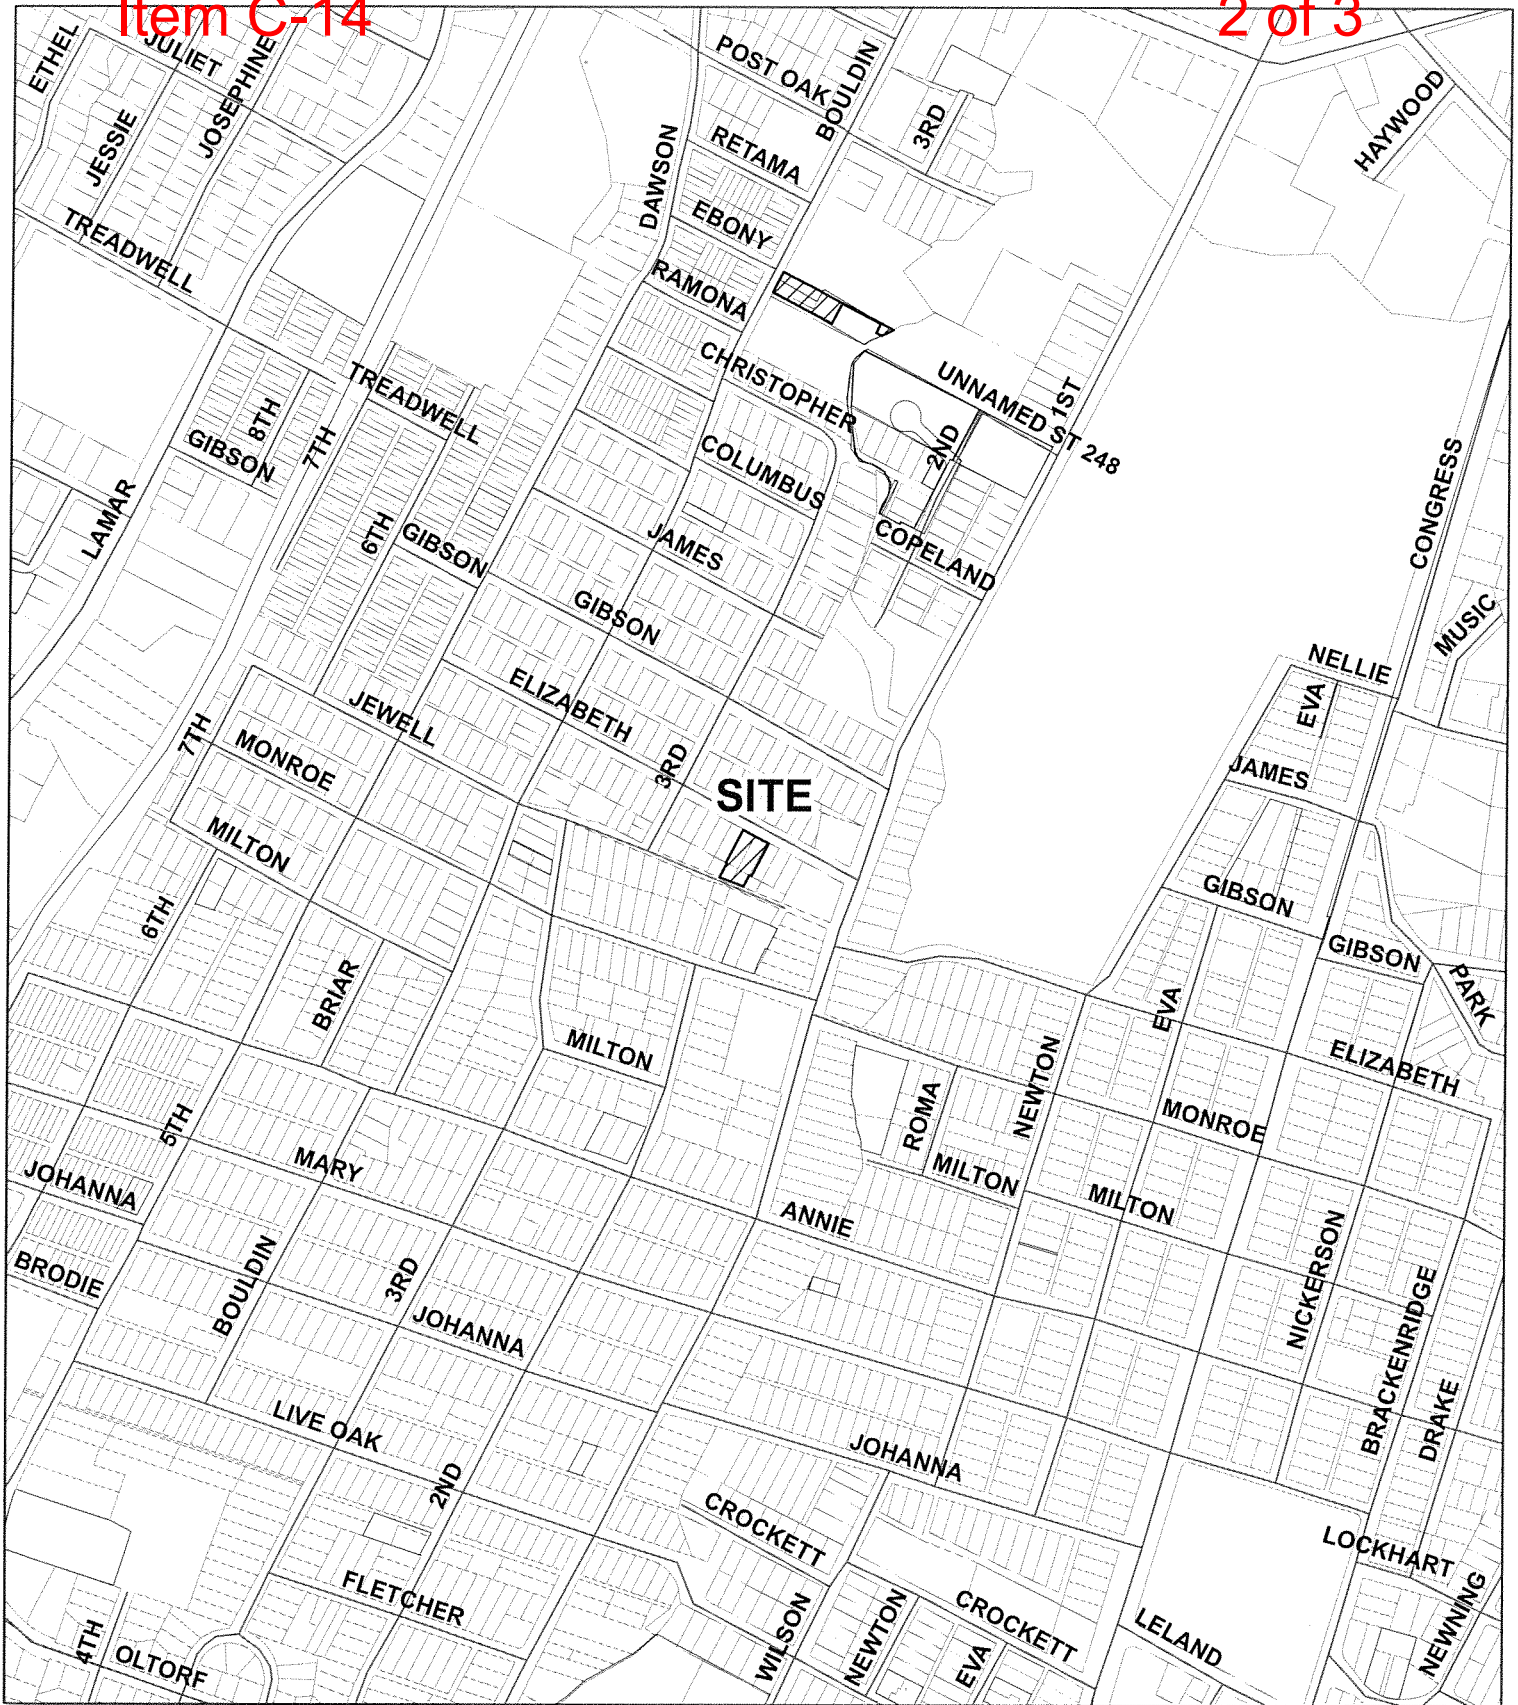 Item C-14
2 of 3
ETHEL
JULIET
JOSEPHINE
JESSIE
POST OAK
BOULDIN
3RD
HAYWOOD
RETAMA
DAWSON
EBONY
TREADWELL
RAMONA
CHRISTOPHER
UNNAMED ST 248
1ST
TREADWELL
8TH
7TH
GIBSON
2ND
COLUMBUS
CONGRESS
LAMAR
6TH
GIBSON
JAMES
COPELAND
GIBSON
MUSIC
NELLIE
EVA
ELIZABETH
JEWELL
7TH
MONROE
3RD
SITE
JAMES
MILTON
GIBSON
6TH
GIBSON
PARK
BRIAR
EVA
MILTON
NEWTON
ELIZABETH
ROMA
5TH
MONROE
MARY
JOHANNA
MILTON
MILTON
ANNIE
NICKERSON
BRODIE
BOULDIN
3RD
JOHANNA
BRACKENRIDGE
DRAKE
LIVE OAK
JOHANNA
2ND
CROCKETT
LOCKHART
FLETCHER
WILSON
NEWTON
CROCKETT
EVA
LELAND
NEWNING
4TH
OLTORF